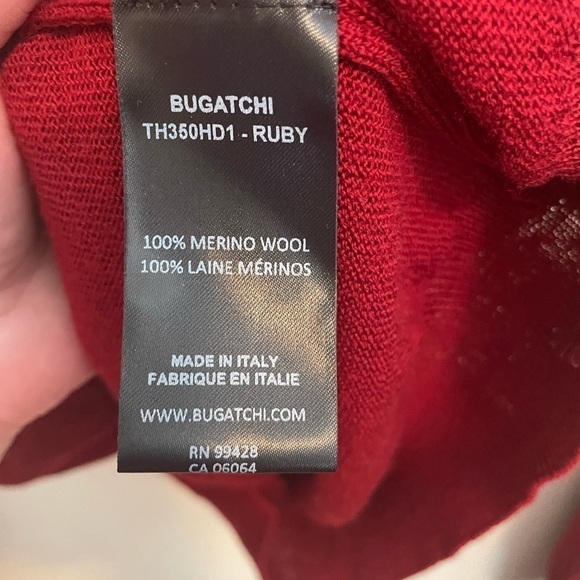 BUGATCHI
TH350HD1 - RUBY
100% MERINO WOOL
100% LAINE MÉRINOS
MADE IN ITALY
FABRIQUE EN ITALIE
WWW.BUGATCHI.COM
RN 99428
CA 06064